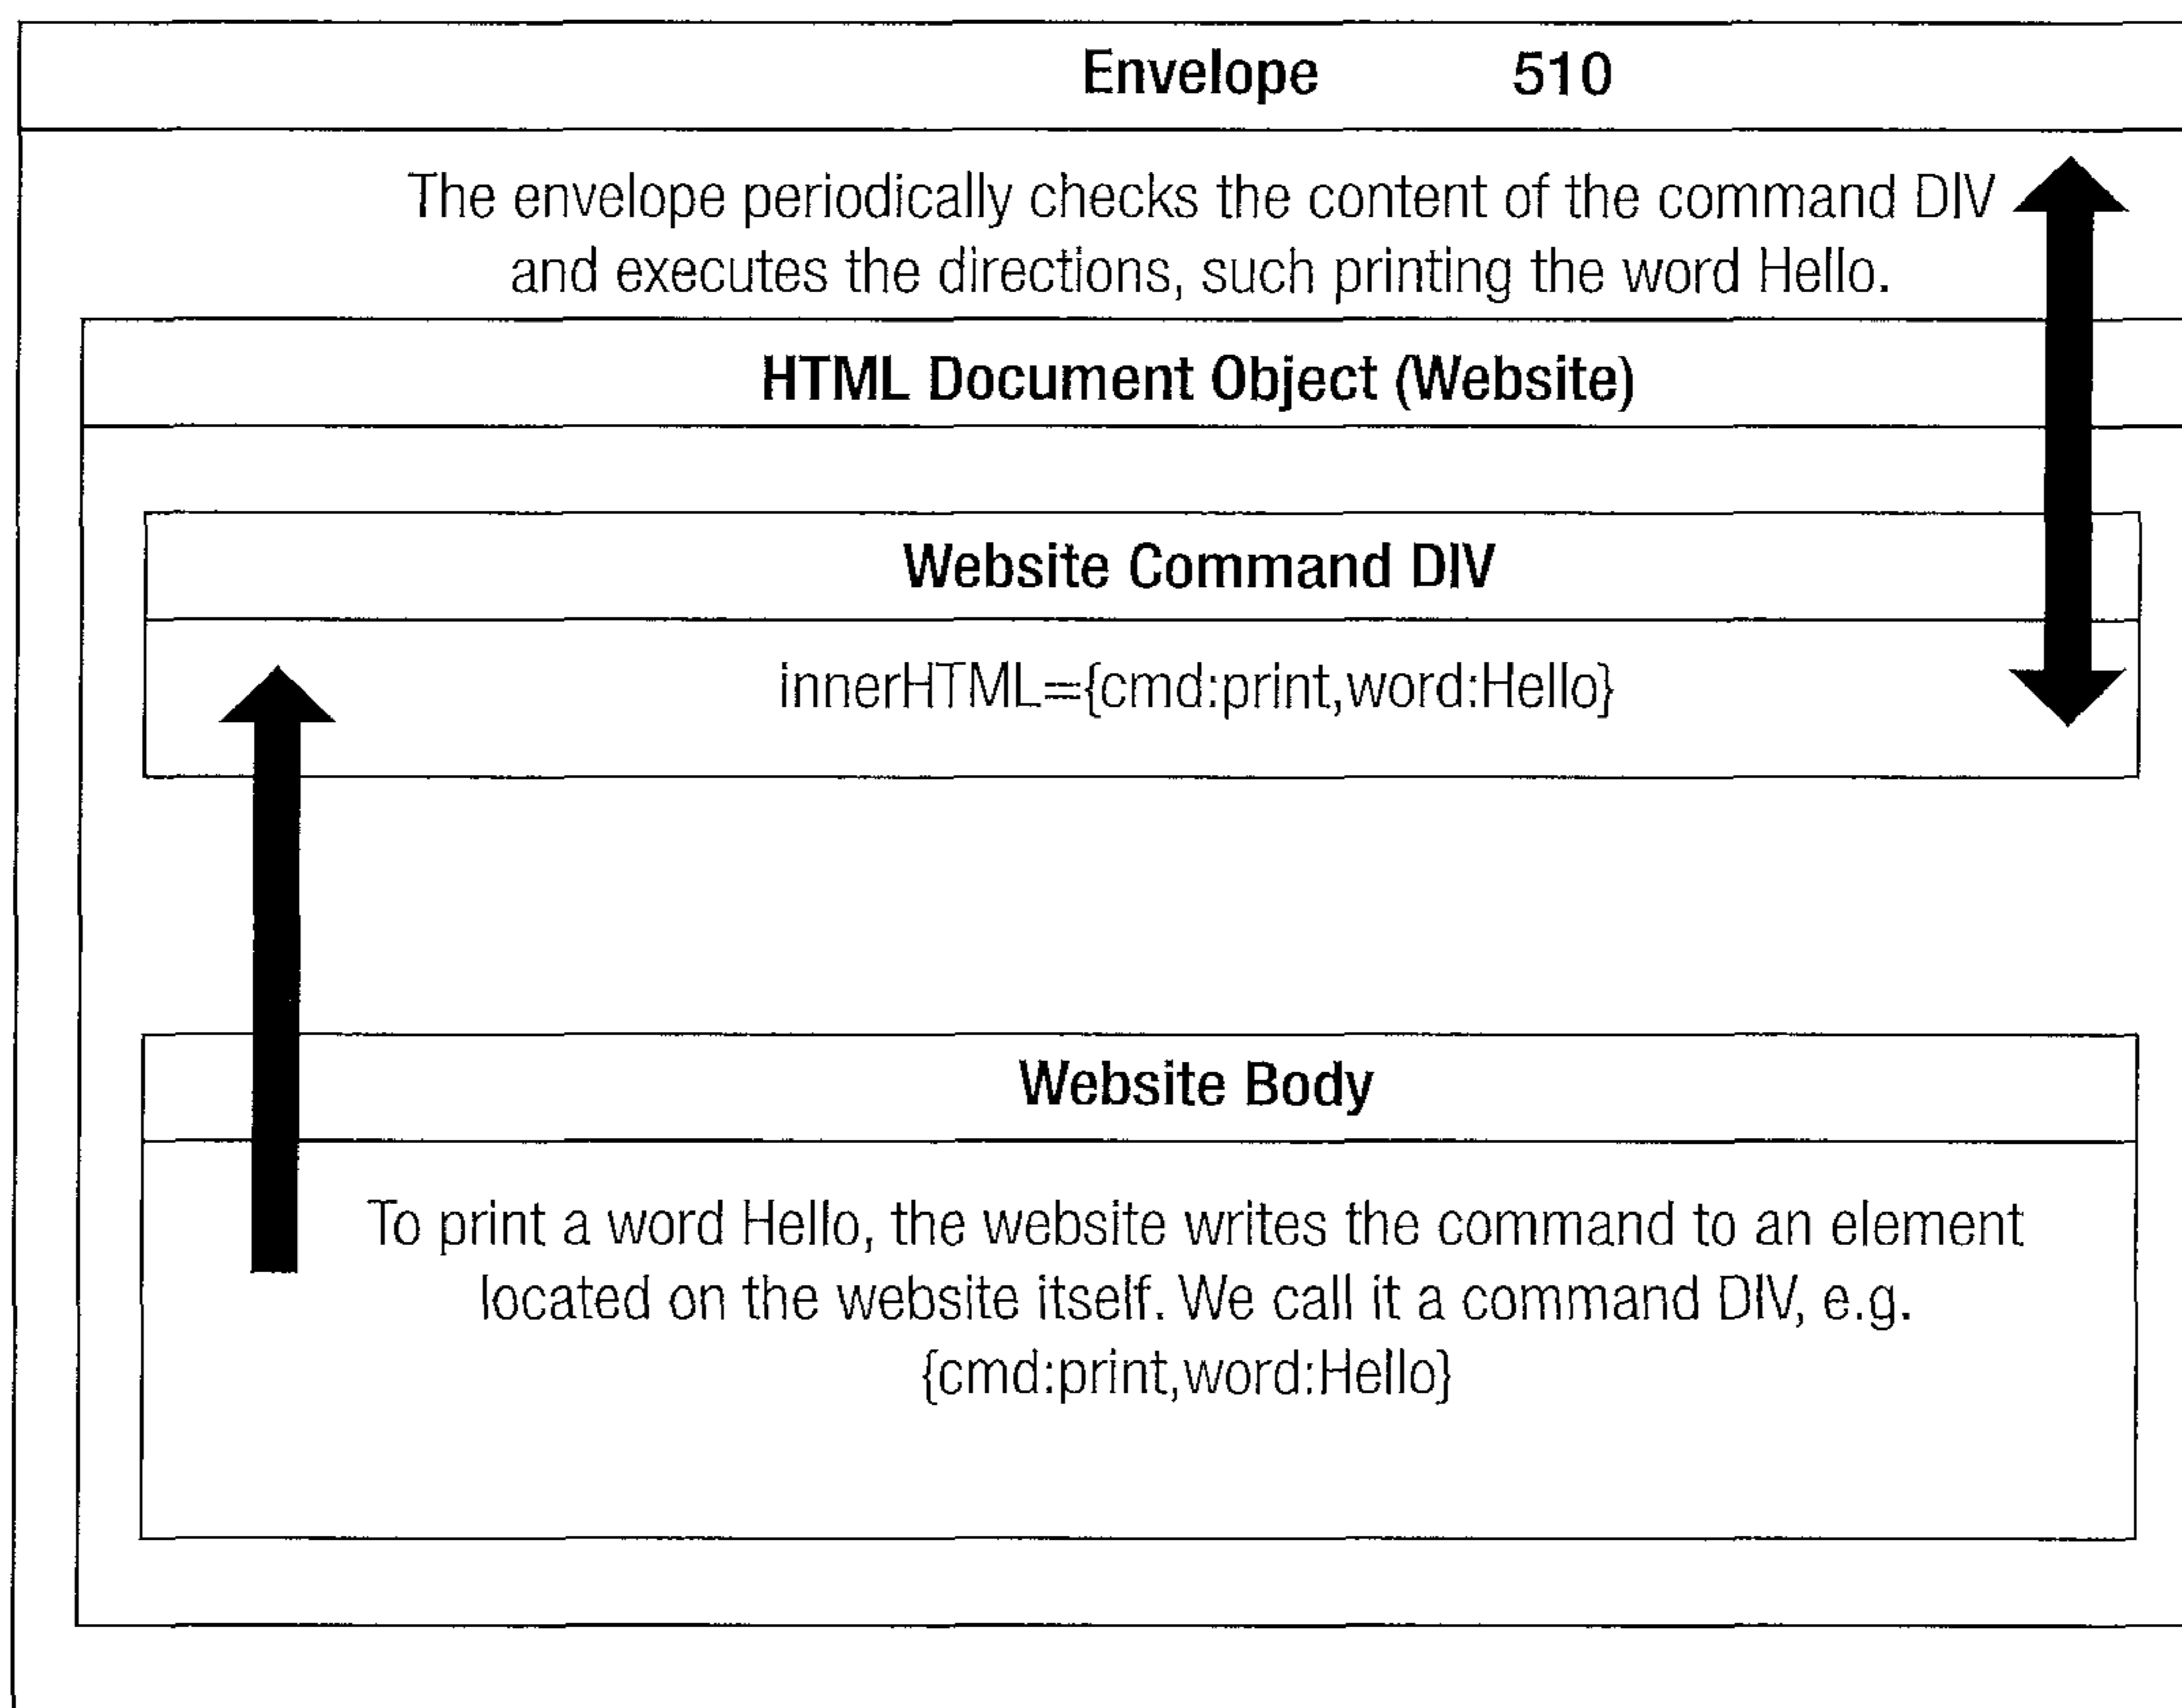 Envelope 510
The envelope periodically checks the content of the command DIV
and executes the directions, such printing the word Hello.
HTML Document Object (Website)
Website Command DIV
innerHTML={cmd:print,word:Hello}
Website Body
To print a word Hello, the website writes the command to an element
located on the website itself. We call it a command DIV, e.g.
{cmd:print,word:Hello}